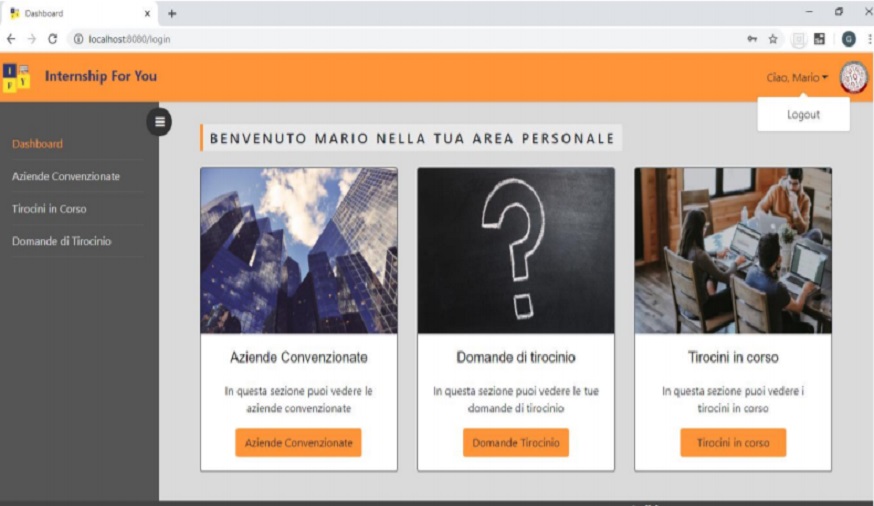 Dashboard
localhost:8080/login
I
F Y
Internship For You
Ciao, Mario
Logout
Dashboard
Aziende Convenzionate
Tirocini in Corso
Domande di Tirocinio
BENVENUTO MARIO NELLA TUA AREA PERSONALE
Aziende Convenzionate
In questa sezione puoi vedere le
aziende convenzionate
Aziende Convenzionate
Domande di tirocinio
In questa sezione puoi vedere le tue
domande di tirocinio
Domande Tirocinio
Tirocini in corso
In questa sezione puoi vedere i
tirocini in corso
Tirocini in corso
G